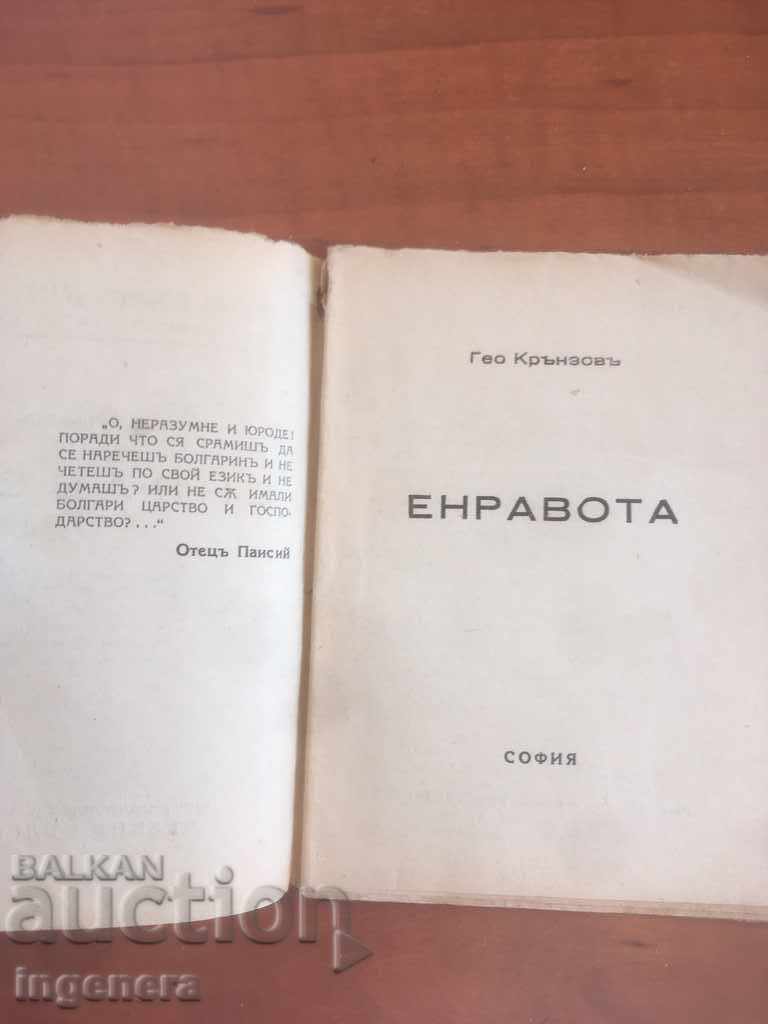 „О, НЕРАЗУМНЕ И ЮРОДЕ!
ПОРАДИ ЧТО СЯ СРАМИШЪ ДА
СЕ НАРЕЧЕШЪ БОЛГАРИНЪ И НЕ
ЧЕТЕШЪ ПО СВОЙ ЕЗИКЪ И НЕ
ДУМАШЪ? ИЛИ НЕ СѪ ИМАЛИ
БОЛГАРИ ЦАРСТВО И ГОСПО-
ДАРСТВО?...“
Отецъ Паисий
Гео Крънзовъ
ЕНРАВОТА
СОФИЯ
BALKAN
auction
ingenera